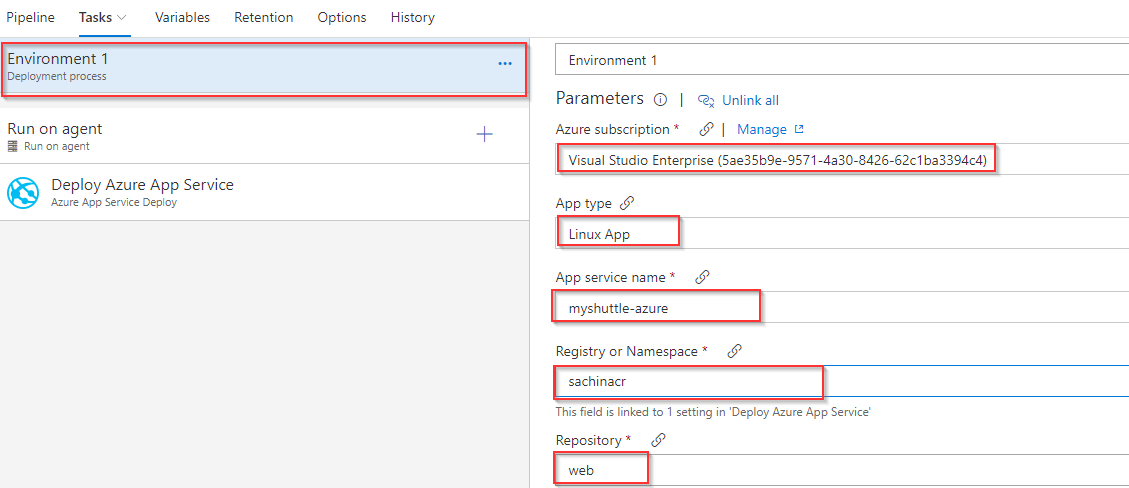 Pipeline Tasks Variables Retention Options History
Environment 1
Deployment process
Run on agent
Run on agent
Deploy Azure App Service
Azure App Service Deploy
Environment 1
Parameters | Unlink all
Azure subscription * | Manage
Visual Studio Enterprise (5ae35b9e-9571-4a30-8426-62c1ba3394c4)
App type
Linux App
App service name *
myshuttle-azure
Registry or Namespace *
sachinacr
This field is linked to 1 setting in 'Deploy Azure App Service'
Repository *
web